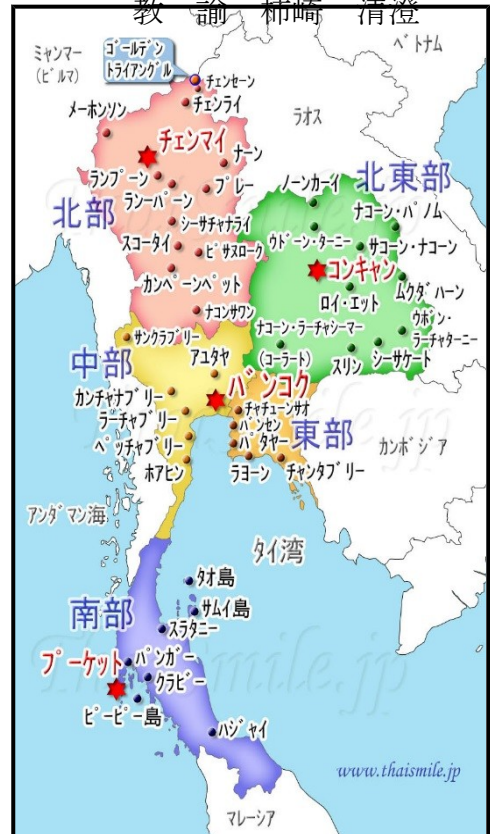 教 諭 柿崎 清澄
ミャンマー
(ビルマ)
ゴールデン
トライアングル
ベトナム
チェンセーン
チェンライ
メーホンソン
ラオス
チェンマイ
ナーン
北東部
ランプーン
ランーパーン
プレー
ノーンカーイ
ナコーン・パノム
北部
シーサチャナライ
スコータイ
ピサヌローク
ウドーン・ターニー
サコーン・ナコーン
コンキャン
カンペーンペット
ロイ・エット
ムクダハーン
ナコンサワン
サンクラブリー
ナコーン・ラーチャシーマー
(コーラート)
ウボン・
ラーチャターニー
中部
アユタヤ
スリン
シーサケート
カンチャナブリー
バンコク
チャチューンサオ
ラーチャブリー
バンセン
東部
ペッチャブリー
パタヤー
カンボジア
ホアヒン
ラヨーン
チャンタブリー
アンダマン海
タイ湾
タオ島
南部
サムイ島
スラタニー
プーケット
パンガー
クラビー
ピーピー島
ハジャイ
www.thaismile.jp
マレーシア
Thaismile.jp